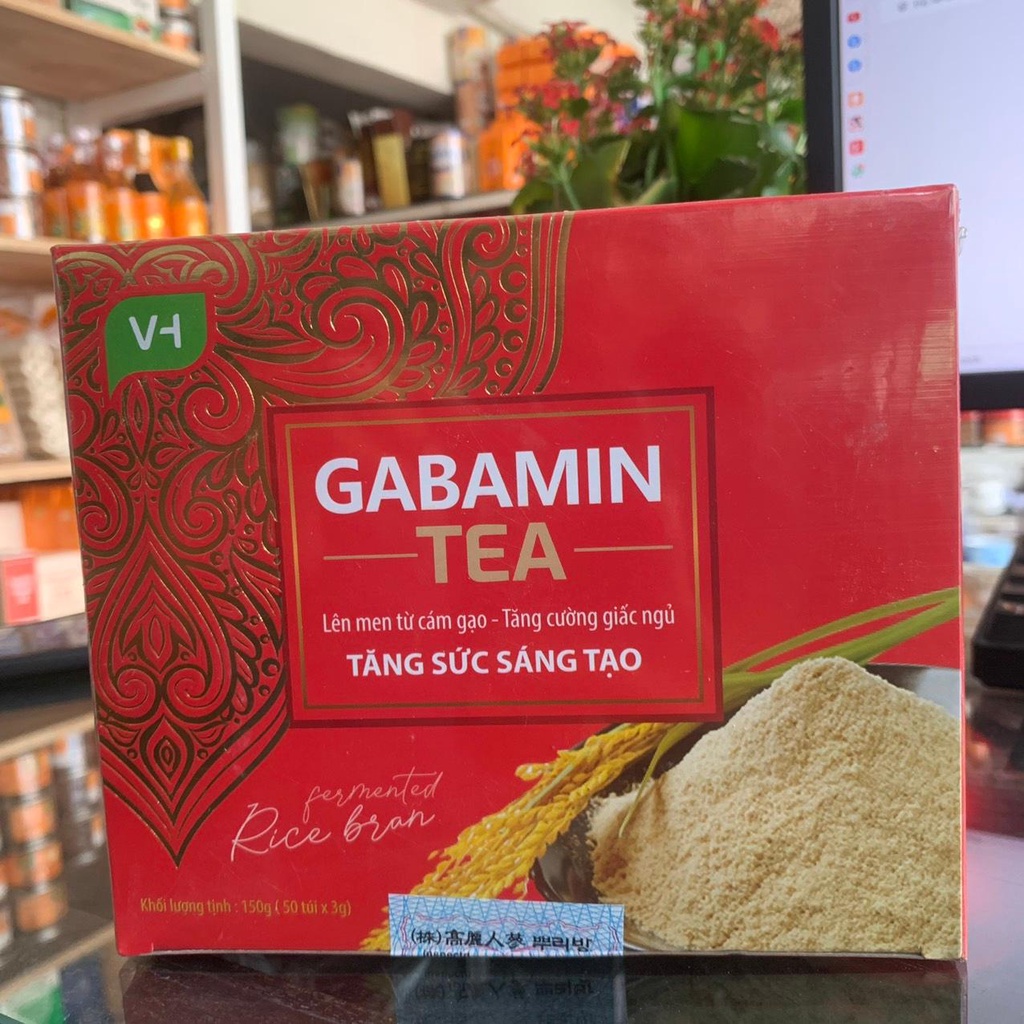 VH
GABAMIN
TEA
Lên men từ cám gạo - Tăng cường giấc ngủ
TĂNG SỨC SÁNG TẠO
fermented
Rice bran
Khối lượng tịnh : 150g ( 50 túi x 3g)
(株)高麗人参 뿌리방